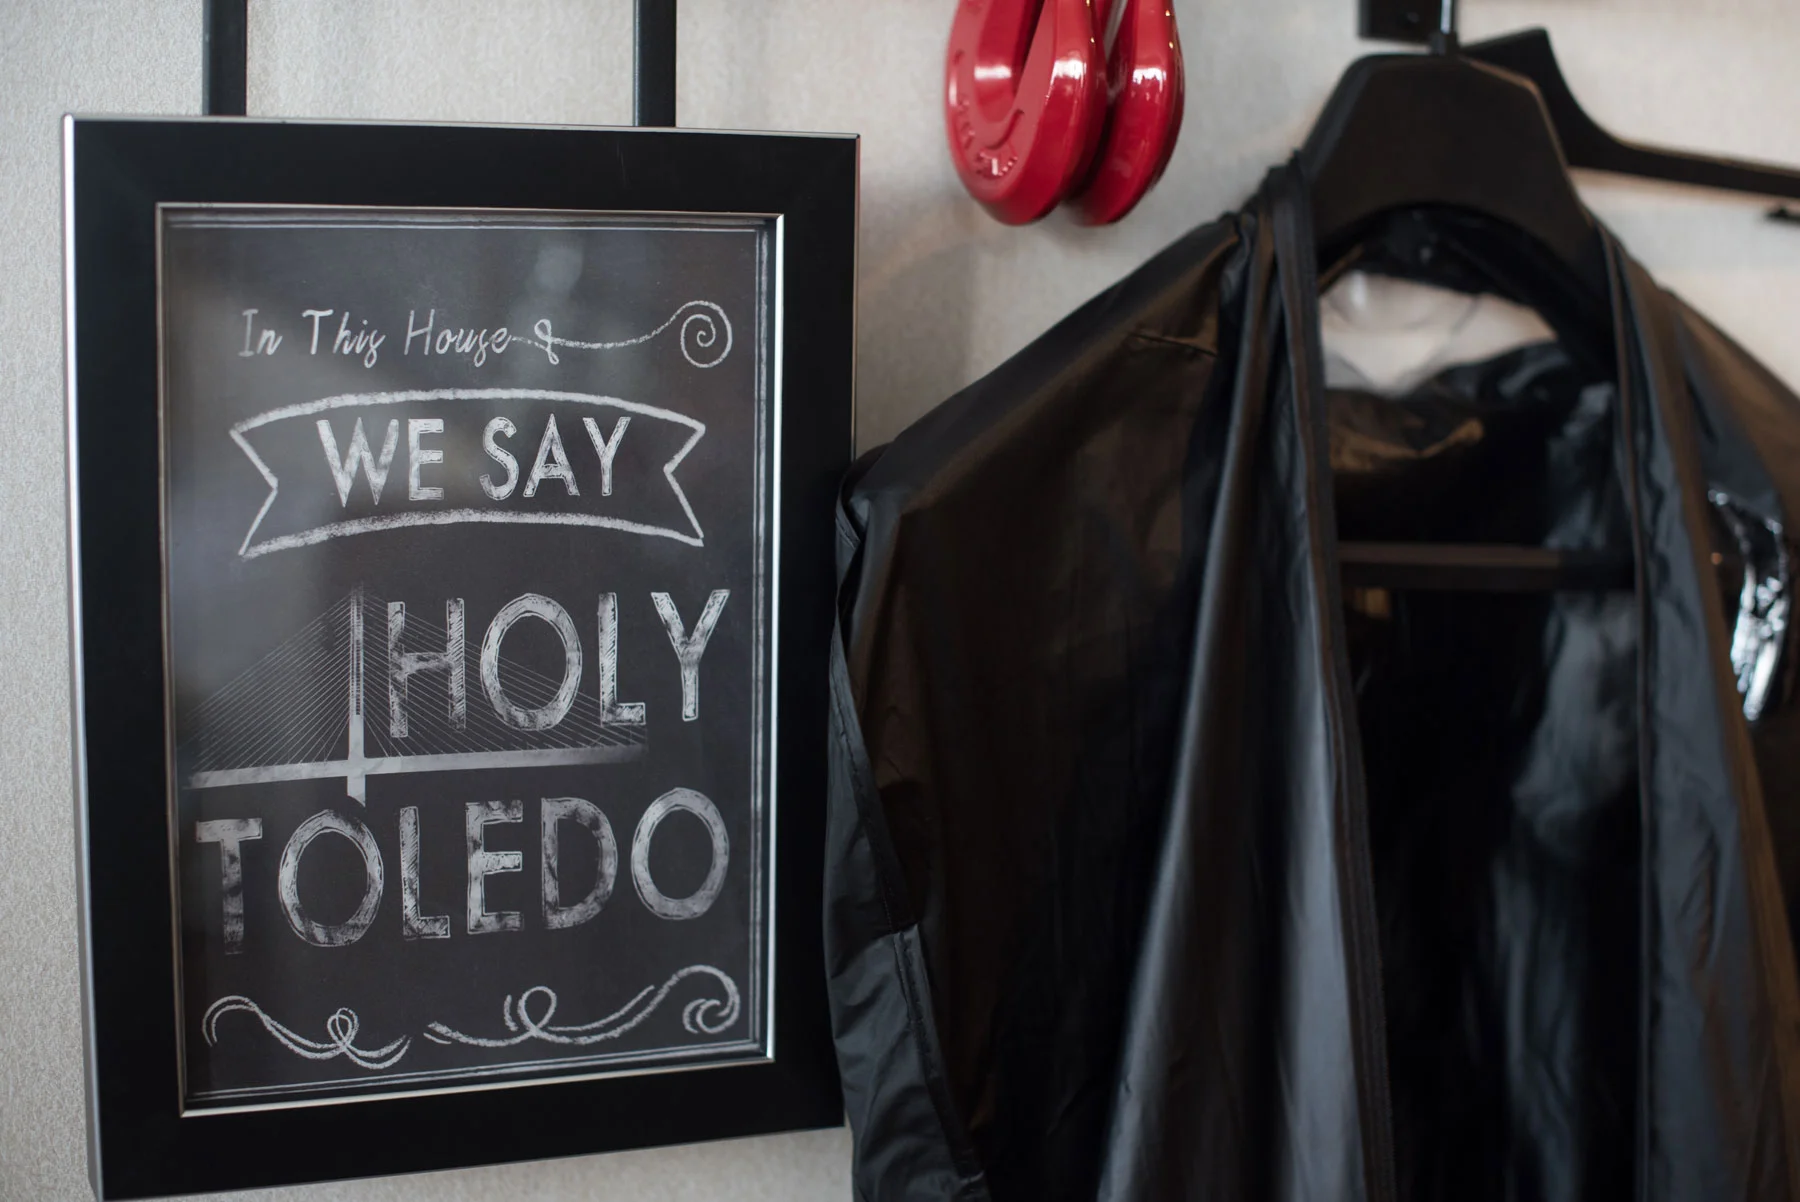 In This House
WE SAY
HOLY
TOLEDO